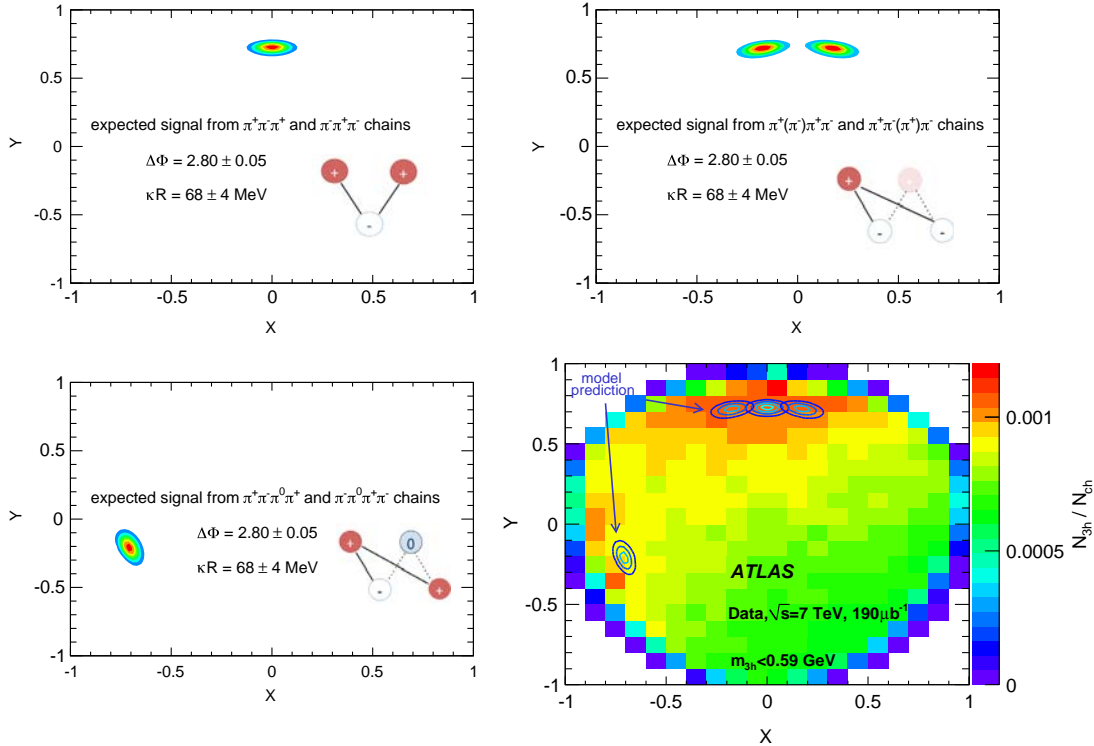 1
0.5
0
-0.5
-1
Y
expected signal from π⁺π⁻π⁺ and π⁻π⁺π⁻ chains
ΔΦ = 2.80 ± 0.05
κR = 68 ± 4 MeV
+ +
-
-1 -0.5 0 0.5 1
X
1
0.5
0
-0.5
-1
Y
expected signal from π⁺(π⁻)π⁺π⁻ and π⁺π⁻(π⁺)π⁻ chains
ΔΦ = 2.80 ± 0.05
κR = 68 ± 4 MeV
+ +
- -
-1 -0.5 0 0.5 1
X
1
0.5
0
-0.5
-1
Y
expected signal from π⁺π⁻π⁰π⁺ and π⁻π⁰π⁺π⁻ chains
ΔΦ = 2.80 ± 0.05
κR = 68 ± 4 MeV
+ 0
- +
-1 -0.5 0 0.5 1
X
1
0.5
0
-0.5
-1
Y
model
prediction
ATLAS
Data,√s=7 TeV, 190μb⁻¹
m₃ₕ<0.59 GeV
-1 -0.5 0 0.5 1
X
0.001
0.0005
0
N₃ₕ / N_ch